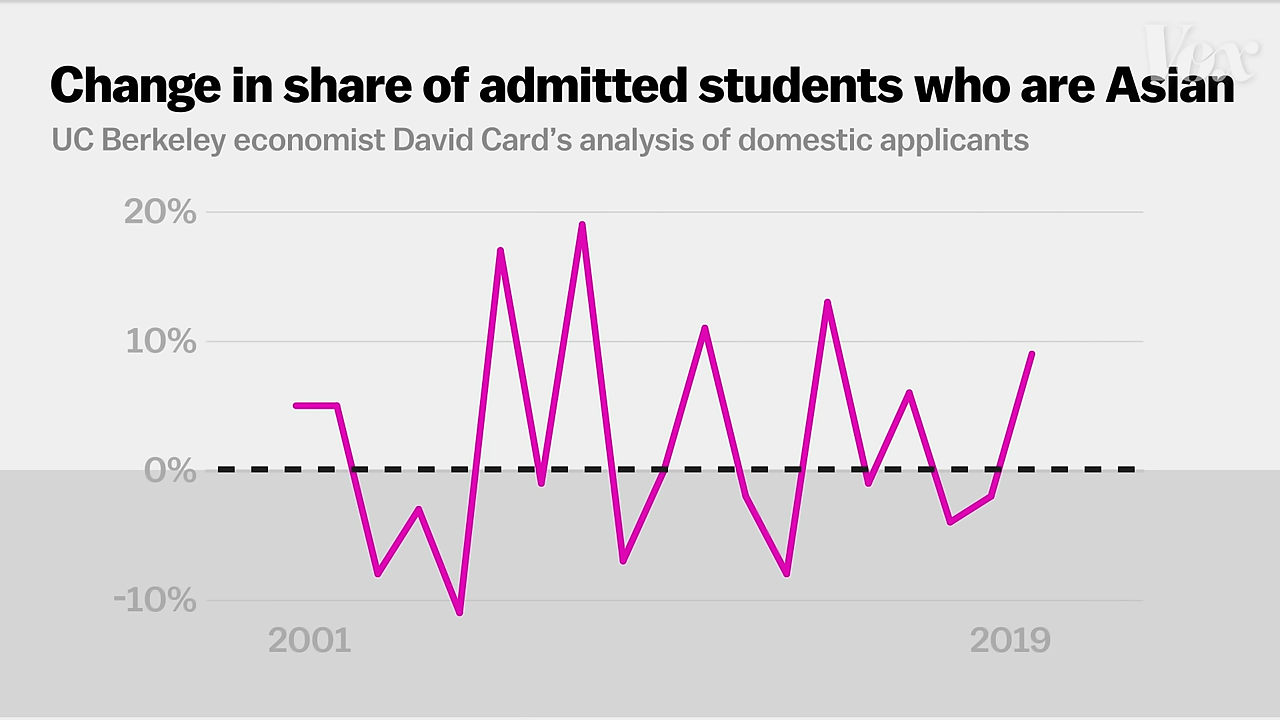 Vox
Change in share of admitted students who are Asian
UC Berkeley economist David Card’s analysis of domestic applicants
20%
10%
0%
-10%
2001
2019